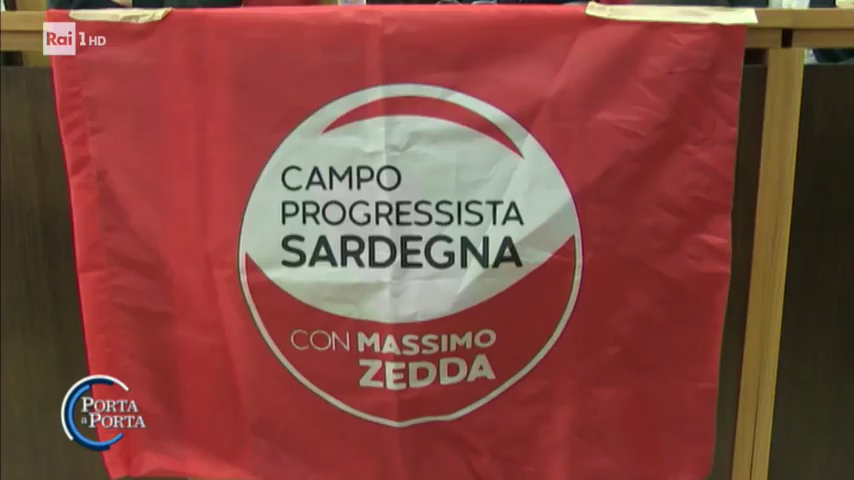 Rai 1 HD
CAMPO
PROGRESSISTA
SARDEGNA
CON MASSIMO
ZEDDA
PORTA
a PORTA